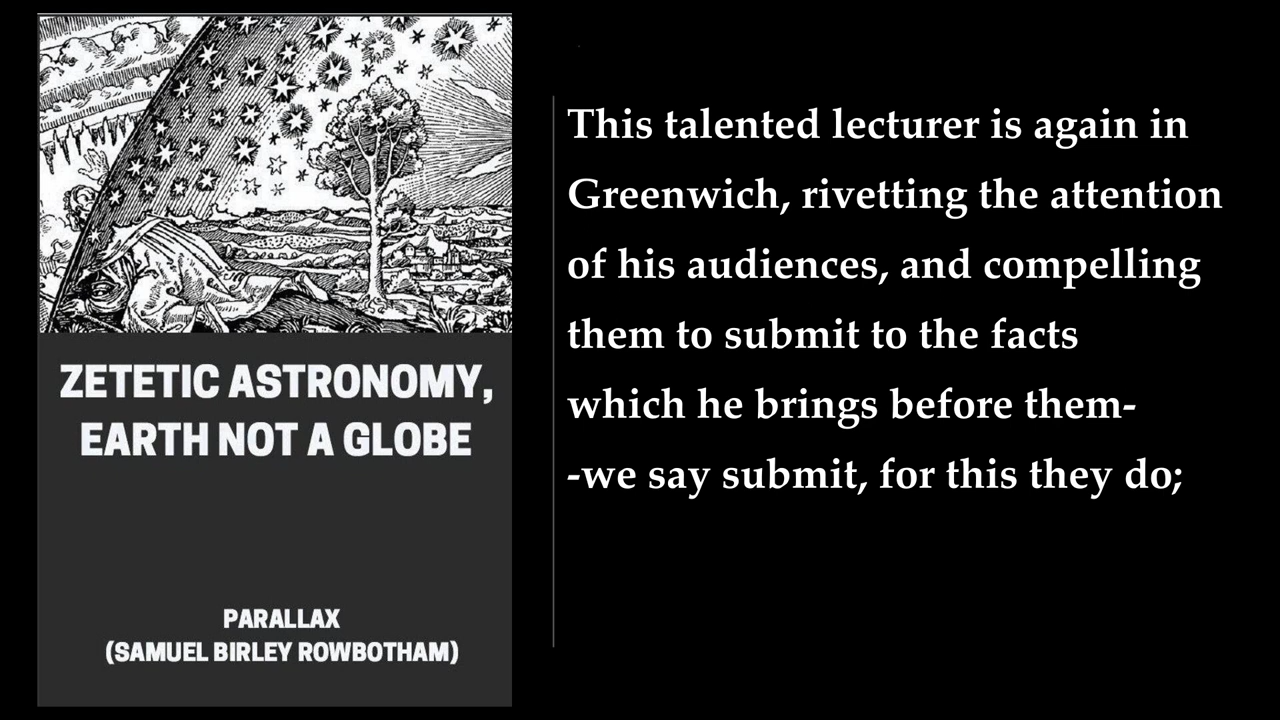 ZETETIC ASTRONOMY,
EARTH NOT A GLOBE
PARALLAX
(SAMUEL BIRLEY ROWBOTHAM)
This talented lecturer is again in
Greenwich, rivetting the attention
of his audiences, and compelling
them to submit to the facts
which he brings before them-
-we say submit, for this they do;